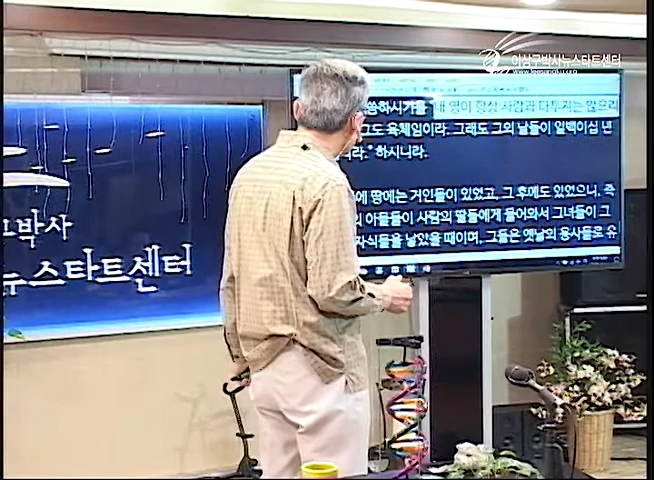 이상구박사뉴스타트센터
www.leesangku.org
씀하시기를 "내 영이 항상 사람과 다투지는 않으리
그도 육체임이라. 그래도 그의 날들이 일백이십 년
라." 하시니라.
에 땅에는 거인들이 있었고, 그 후에도 있었으니, 즉
의 아들들이 사람의 딸들에게 들어와서 그녀들이 그
자식들을 낳았을 때이며, 그들은 옛날의 용사들로 유
구박사
뉴스타트센터